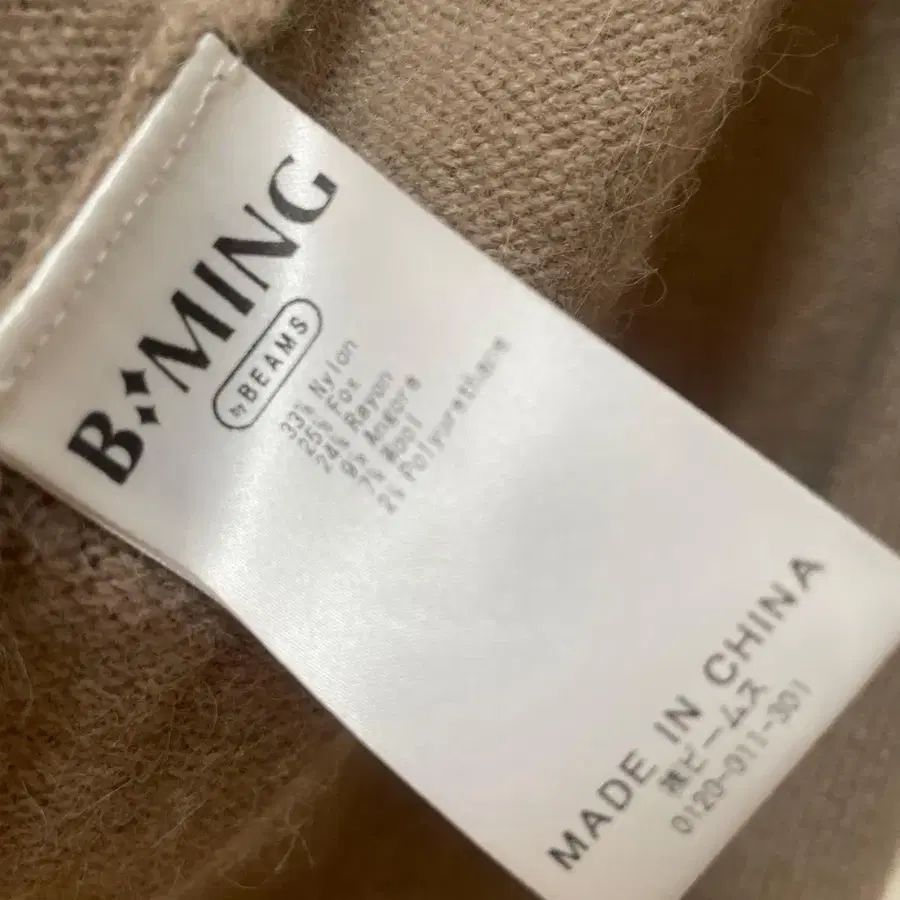 B✦MING
by BEAMS
33% Nylon
25% Fox
24% Rayon
9% Angora
7% Wool
2% Polyurethane
MADE IN CHINA
㈱ビームス
0120-011-301